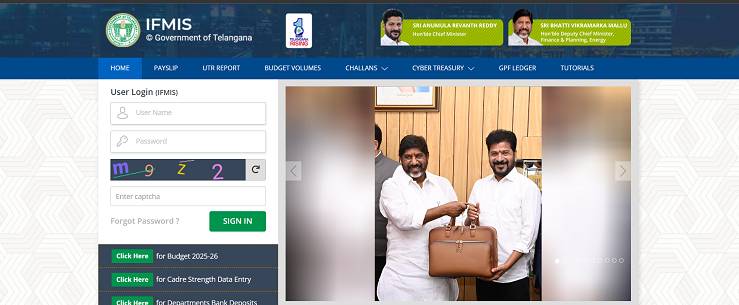 IFMIS
© Government of Telangana
TELANGANA
RISING
SRI ANUMULA REVANTH REDDY
Hon'ble Chief Minister
SRI BHATTI VIKRAMARKA MALLU
Hon'ble Deputy Chief Minister,
Finance & Planning, Energy
HOME PAYSLIP UTR REPORT BUDGET VOLUMES CHALLANS CYBER TREASURY GPF LEDGER TUTORIALS
User Login (IFMIS)
User Name
Password
Enter captcha
Forgot Password ? SIGN IN
Click Here for Budget 2025-26
Click Here for Cadre Strength Data Entry
Click Here for Departments Bank Deposits